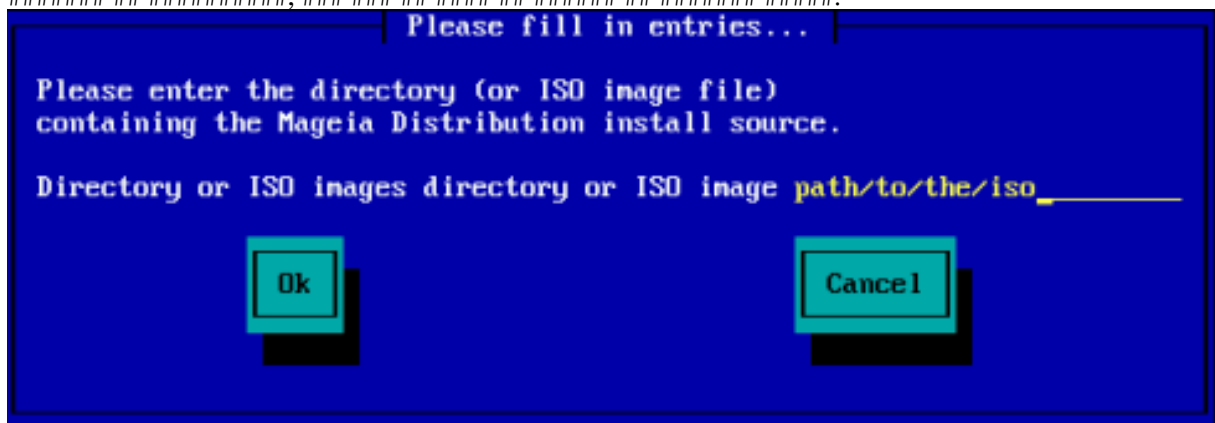 Please fill in entries...
Please enter the directory (or ISO image file)
containing the Mageia Distribution install source.
Directory or ISO images directory or ISO image path/to/the/iso_________
Ok Cancel